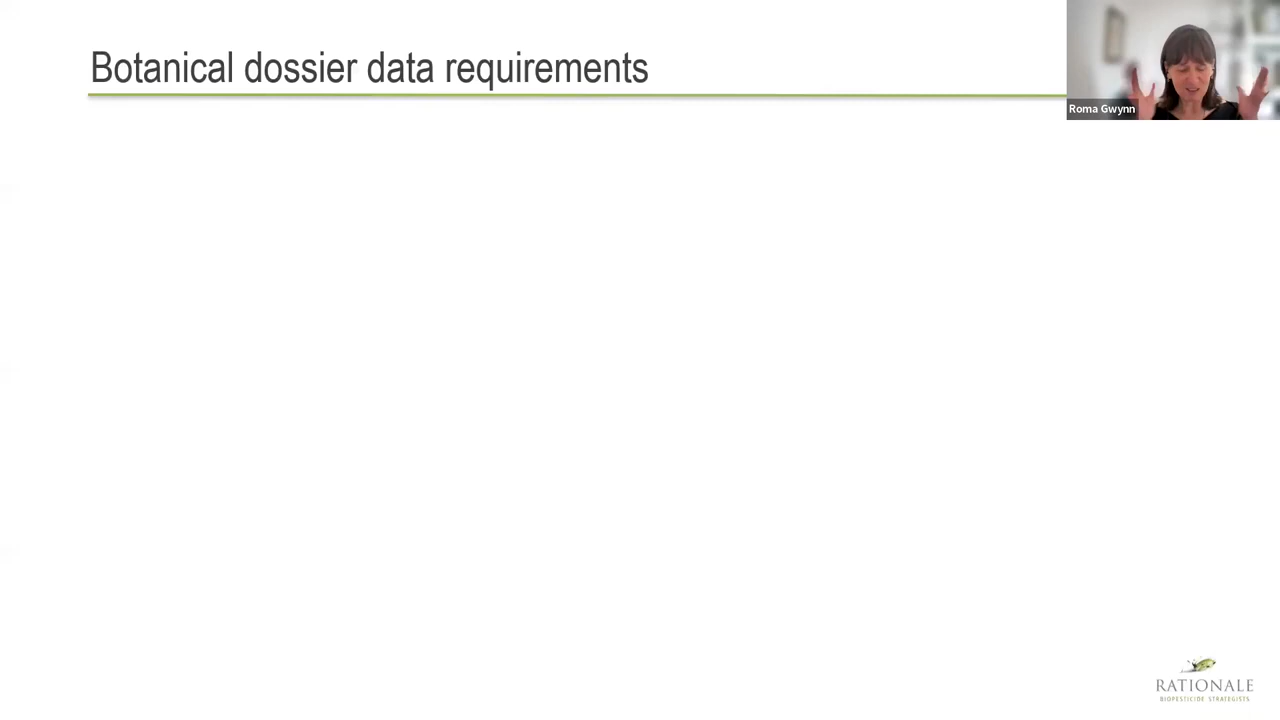 Botanical dossier data requirements
Roma Gwynn
RATIONALE
BIOPESTICIDE STRATEGISTS